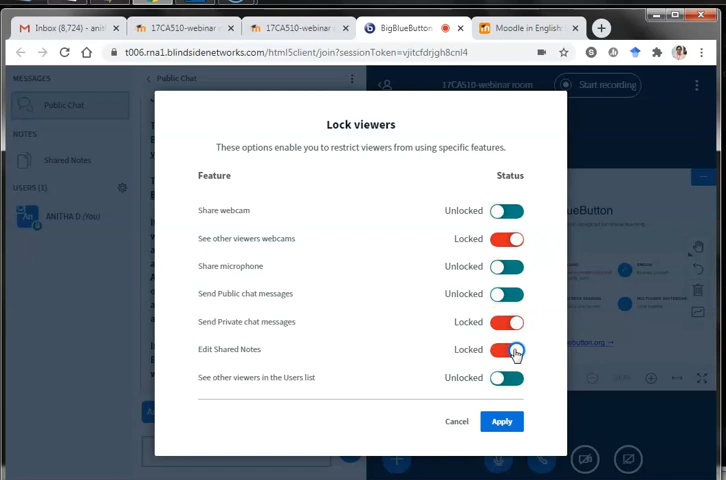 Inbox (8,724) - anit
17CA510-webinar
17CA510-webinar
BigBlueButton
Moodle in English
t006.rna1.blindsidenetworks.com/html5client/join?sessionToken=vjitcfdrjgh8cnl4
MESSAGES
Public Chat
NOTES
Shared Notes
USERS (1)
An ANITHA D (You)
Public Chat
17CA510-webinar room
Start recording
Lock viewers
These options enable you to restrict viewers from using specific features.
Feature Status
Share webcam Unlocked
See other viewers webcams Locked
Share microphone Unlocked
Send Public chat messages Unlocked
Send Private chat messages Locked
Edit Shared Notes Locked
See other viewers in the Users list Unlocked
Cancel Apply
ueButton